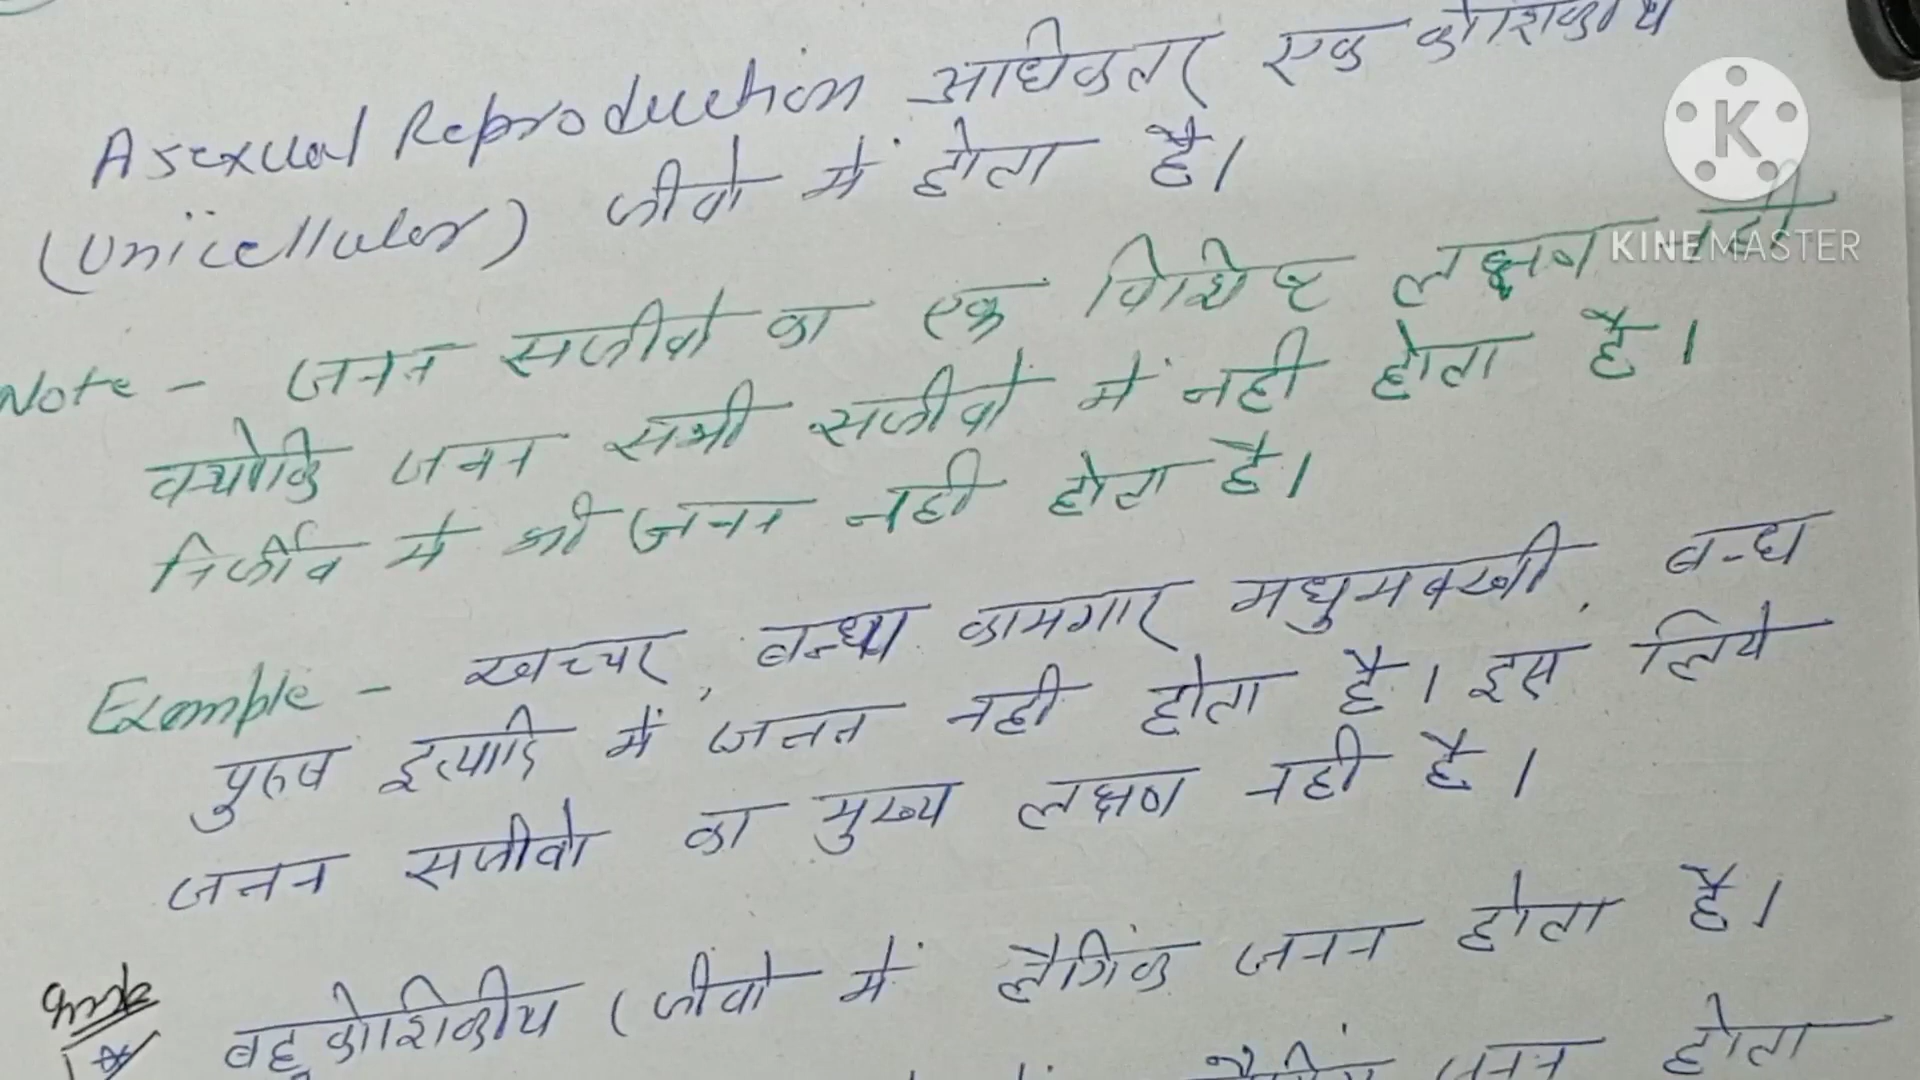 Asexual Reproduction अधिकतर एक कोशिकीय
(Unicellular) जीवो में होता है।
K
KINEMASTER
Note - जनन सजीवो का एक विशिष्ट लक्षण नही
क्योकि जनन सभी सजीवों में नही होता है।
निर्जीव में भी जनन नही होता है।
Example - खच्चर, बन्ध्या कामगार मधुमक्खी, बन्ध
पुरुष इत्यादि में जनन नही होता है। इस लिये
जनन सजीवो का मुख्य लक्षण नही है।
बहूकोशिकीय (जीवो में लैगिंक जनन होता है।
जनन होता